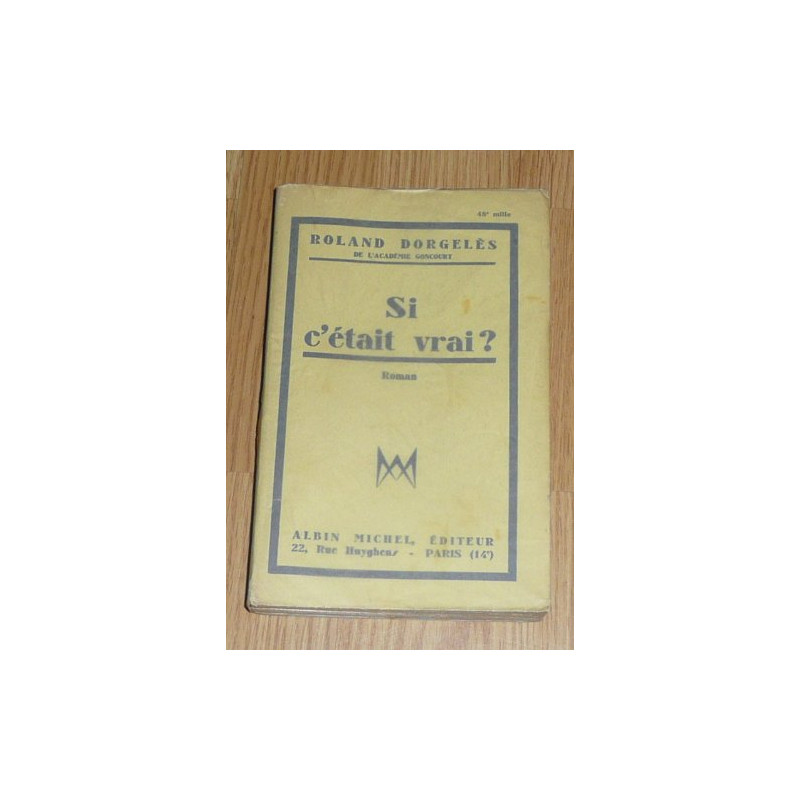 48e mille
ROLAND DORGELÈS
DE L'ACADÉMIE GONCOURT
Si
c'était vrai?
Roman
ALBIN MICHEL, ÉDITEUR
22, Rue Huyghens - PARIS (14e)